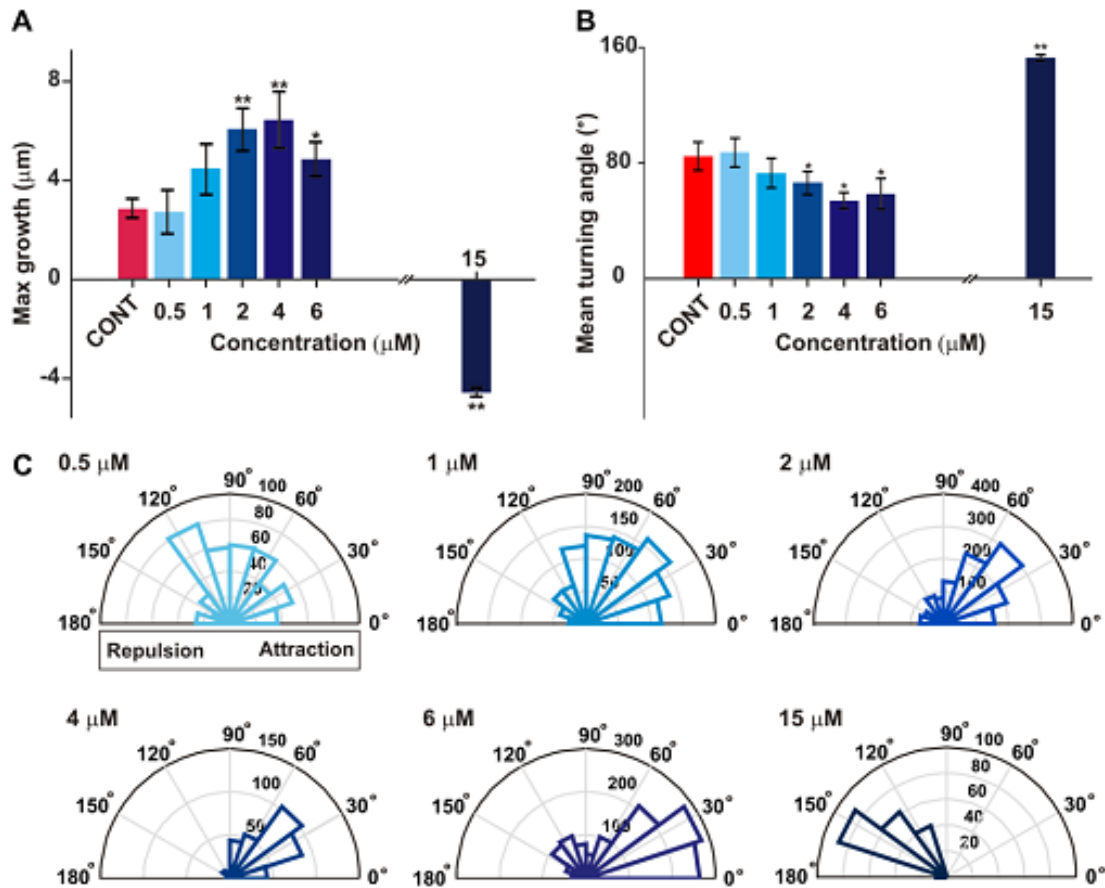 A
Max growth (μm)
8
4
0
-4
** ** * **
CONT 0.5 1 2 4 6 15
Concentration (μM)
B
Mean turning angle (°)
160
80
0
* * * **
CONT 0.5 1 2 4 6 15
Concentration (μM)
C
0.5 μM
180° 150° 120° 90° 60° 30° 0°
100 80 60 40 20
Repulsion Attraction
1 μM
180° 150° 120° 90° 60° 30° 0°
200 150 100 50
2 μM
180° 150° 120° 90° 60° 30° 0°
400 300 200 100
4 μM
180° 150° 120° 90° 60° 30° 0°
150 100 50
6 μM
180° 150° 120° 90° 60° 30° 0°
300 200 100
15 μM
180° 150° 120° 90° 60° 30° 0°
100 80 60 40 20